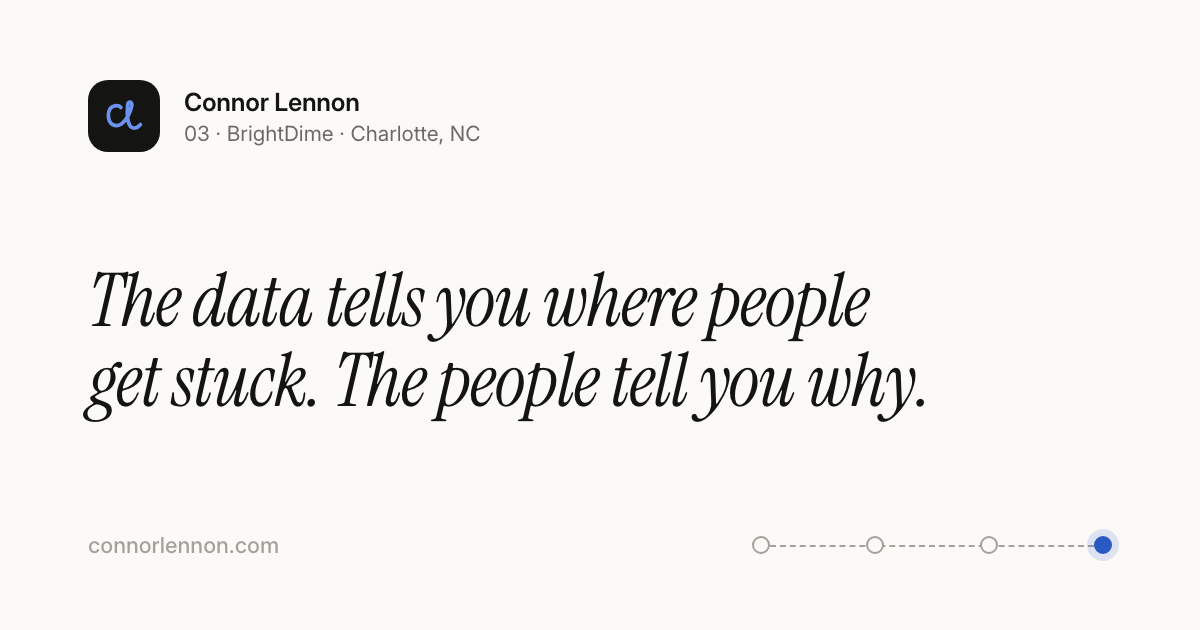 cl
Connor Lennon
03 · BrightDime · Charlotte, NC
The data tells you where people
get stuck. The people tell you why.
connorlennon.com